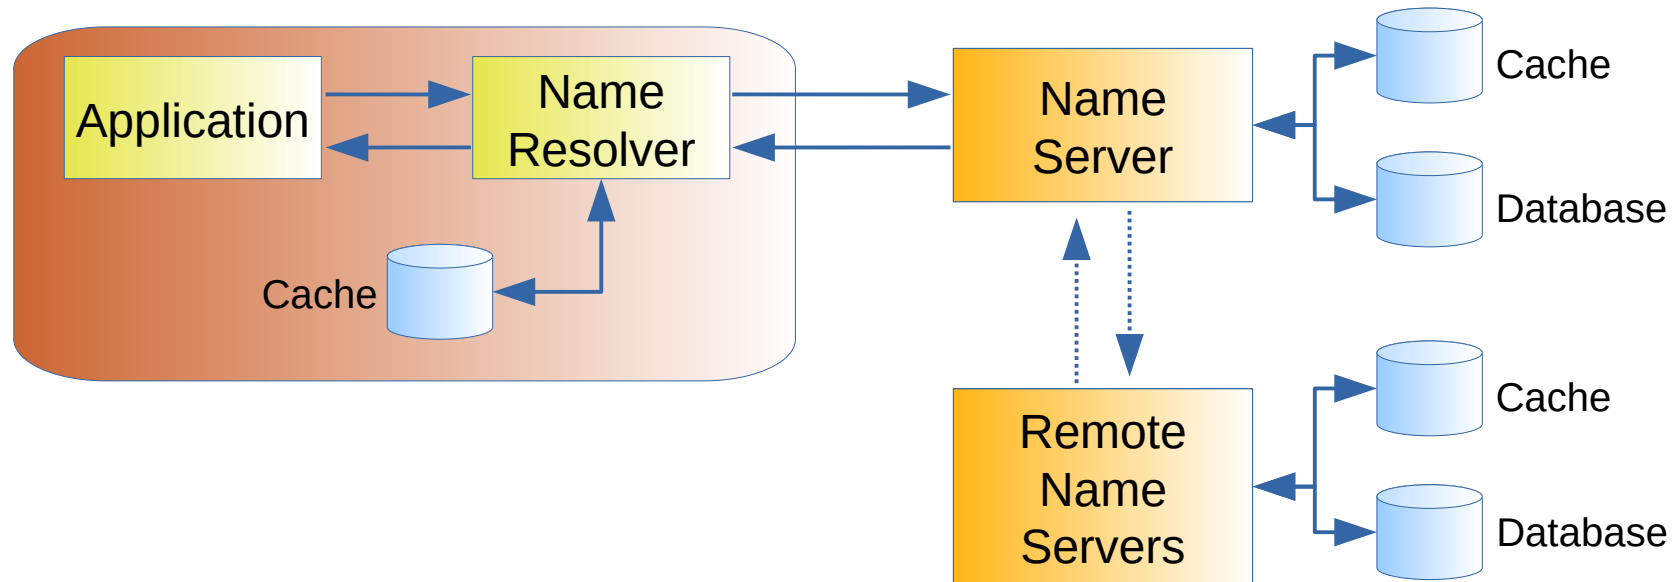 Application
Name
Resolver
Cache
Name
Server
Cache
Database
Remote
Name
Servers
Cache
Database